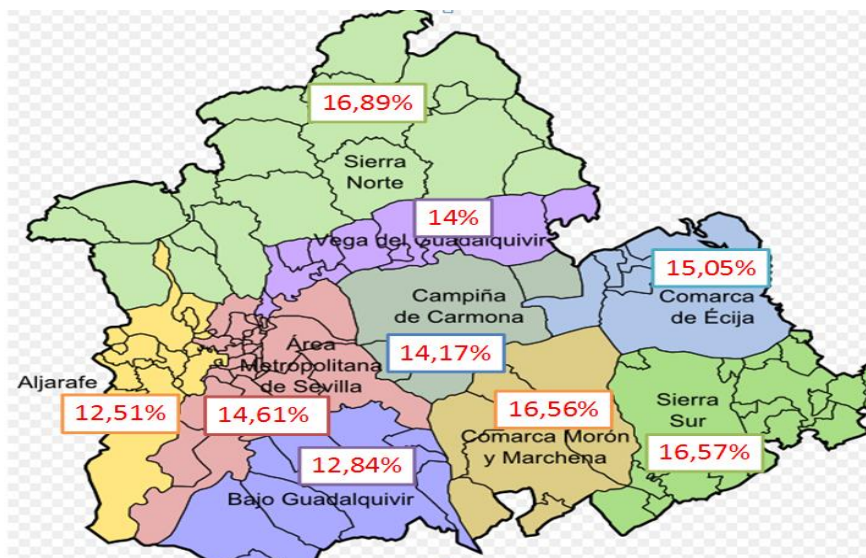 16,89%
Sierra
Norte
14%
Vega del Guadalquivir
15,05%
Comarca
de Écija
Campiña
de Carmona
14,17%
Área
Metropolitana
de Sevilla
Aljarafe
12,51%
14,61%
16,56%
Comarca Morón
y Marchena
Sierra
Sur
16,57%
12,84%
Bajo Guadalquivir